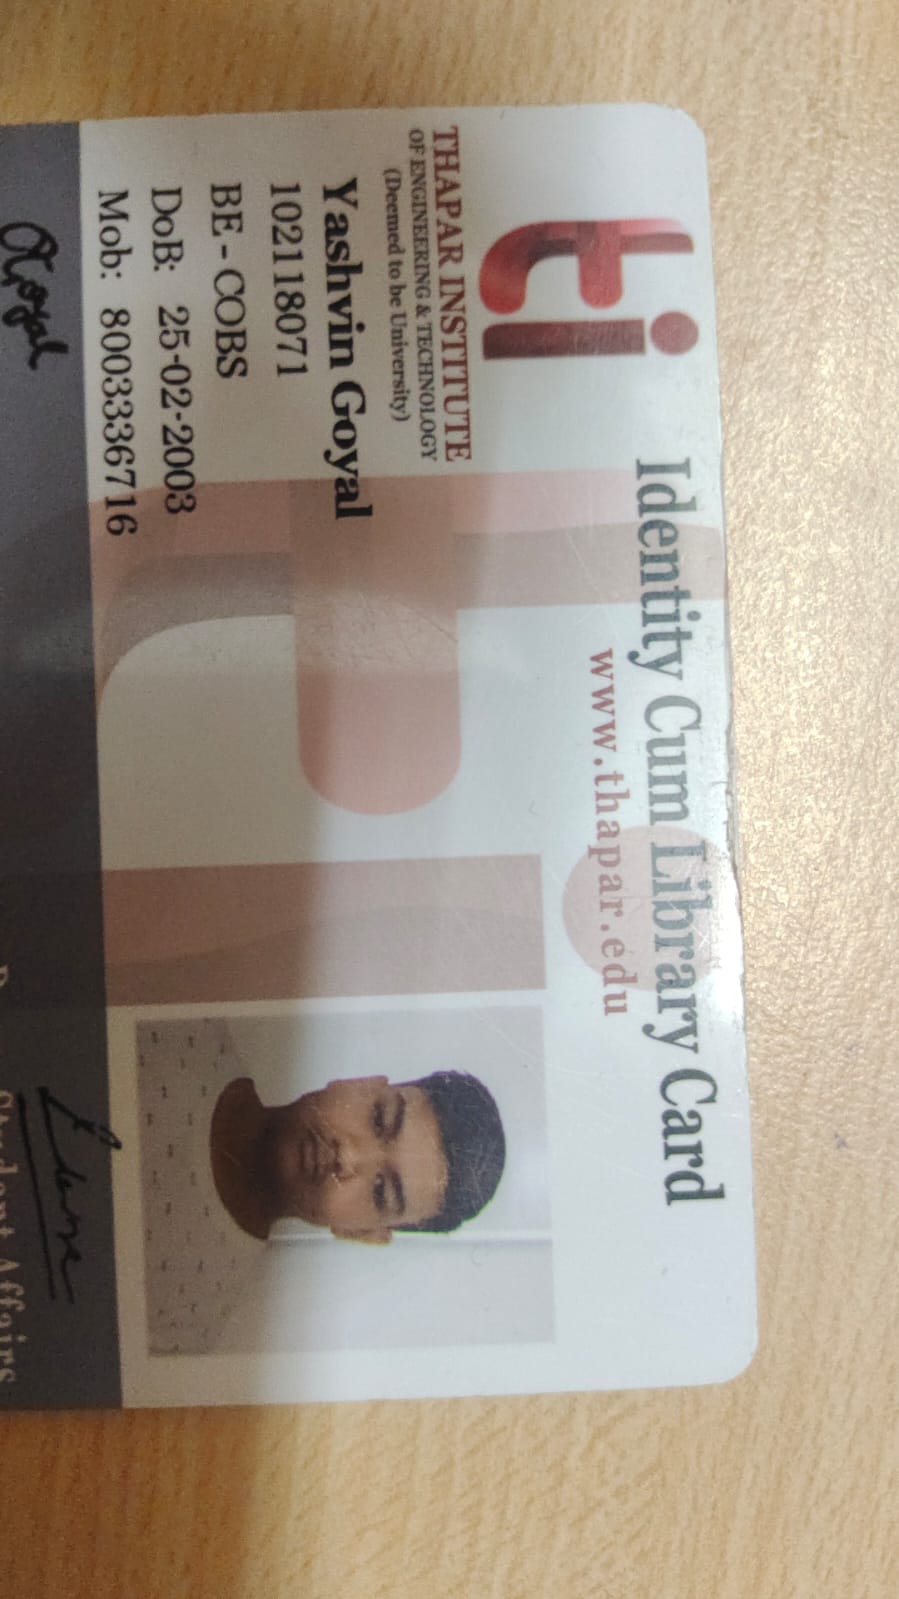 ti
Identity Cum Library Card
www.thapar.edu
THAPAR INSTITUTE
OF ENGINEERING & TECHNOLOGY
(Deemed to be University)
Yashvin Goyal
102118071
BE - COBS
DoB: 25-02-2003
Mob: 8003336716
Goyal
Student Affairs